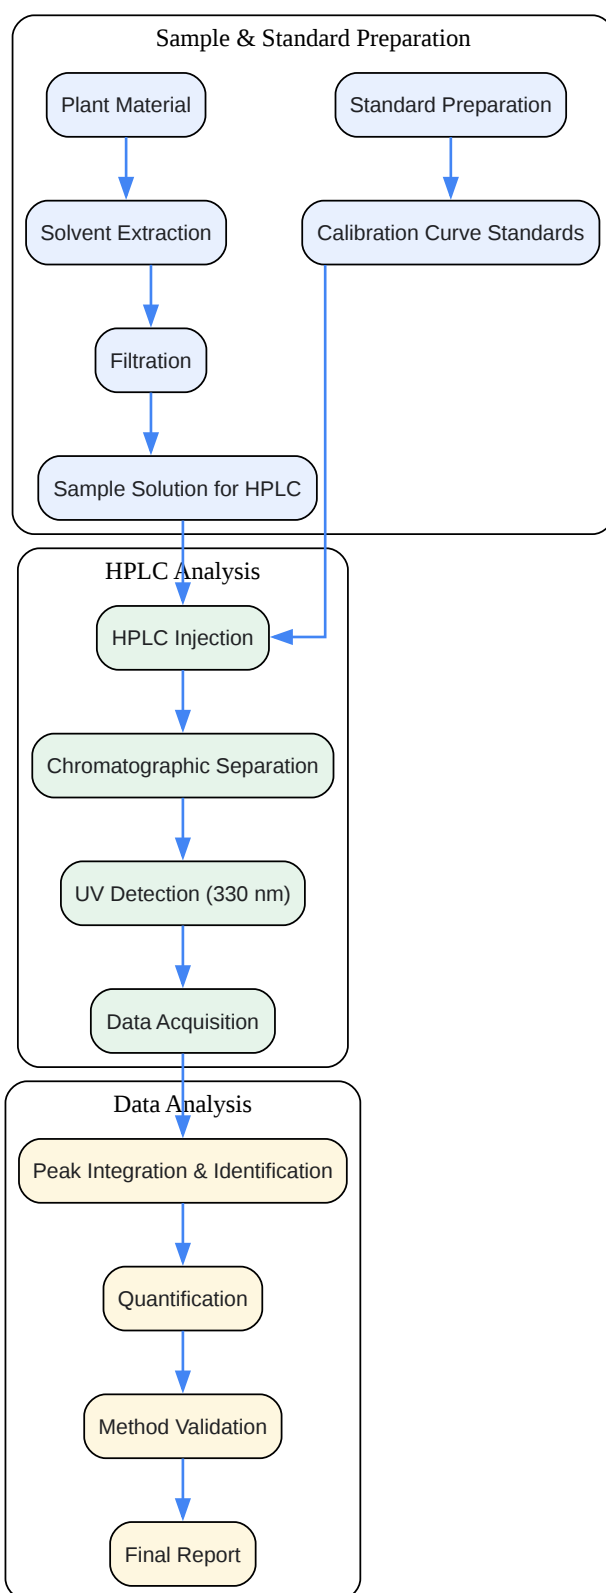 Sample & Standard Preparation
Plant Material
Standard Preparation
Solvent Extraction
Calibration Curve Standards
Filtration
Sample Solution for HPLC
HPLC Analysis
HPLC Injection
Chromatographic Separation
UV Detection (330 nm)
Data Acquisition
Data Analysis
Peak Integration & Identification
Quantification
Method Validation
Final Report